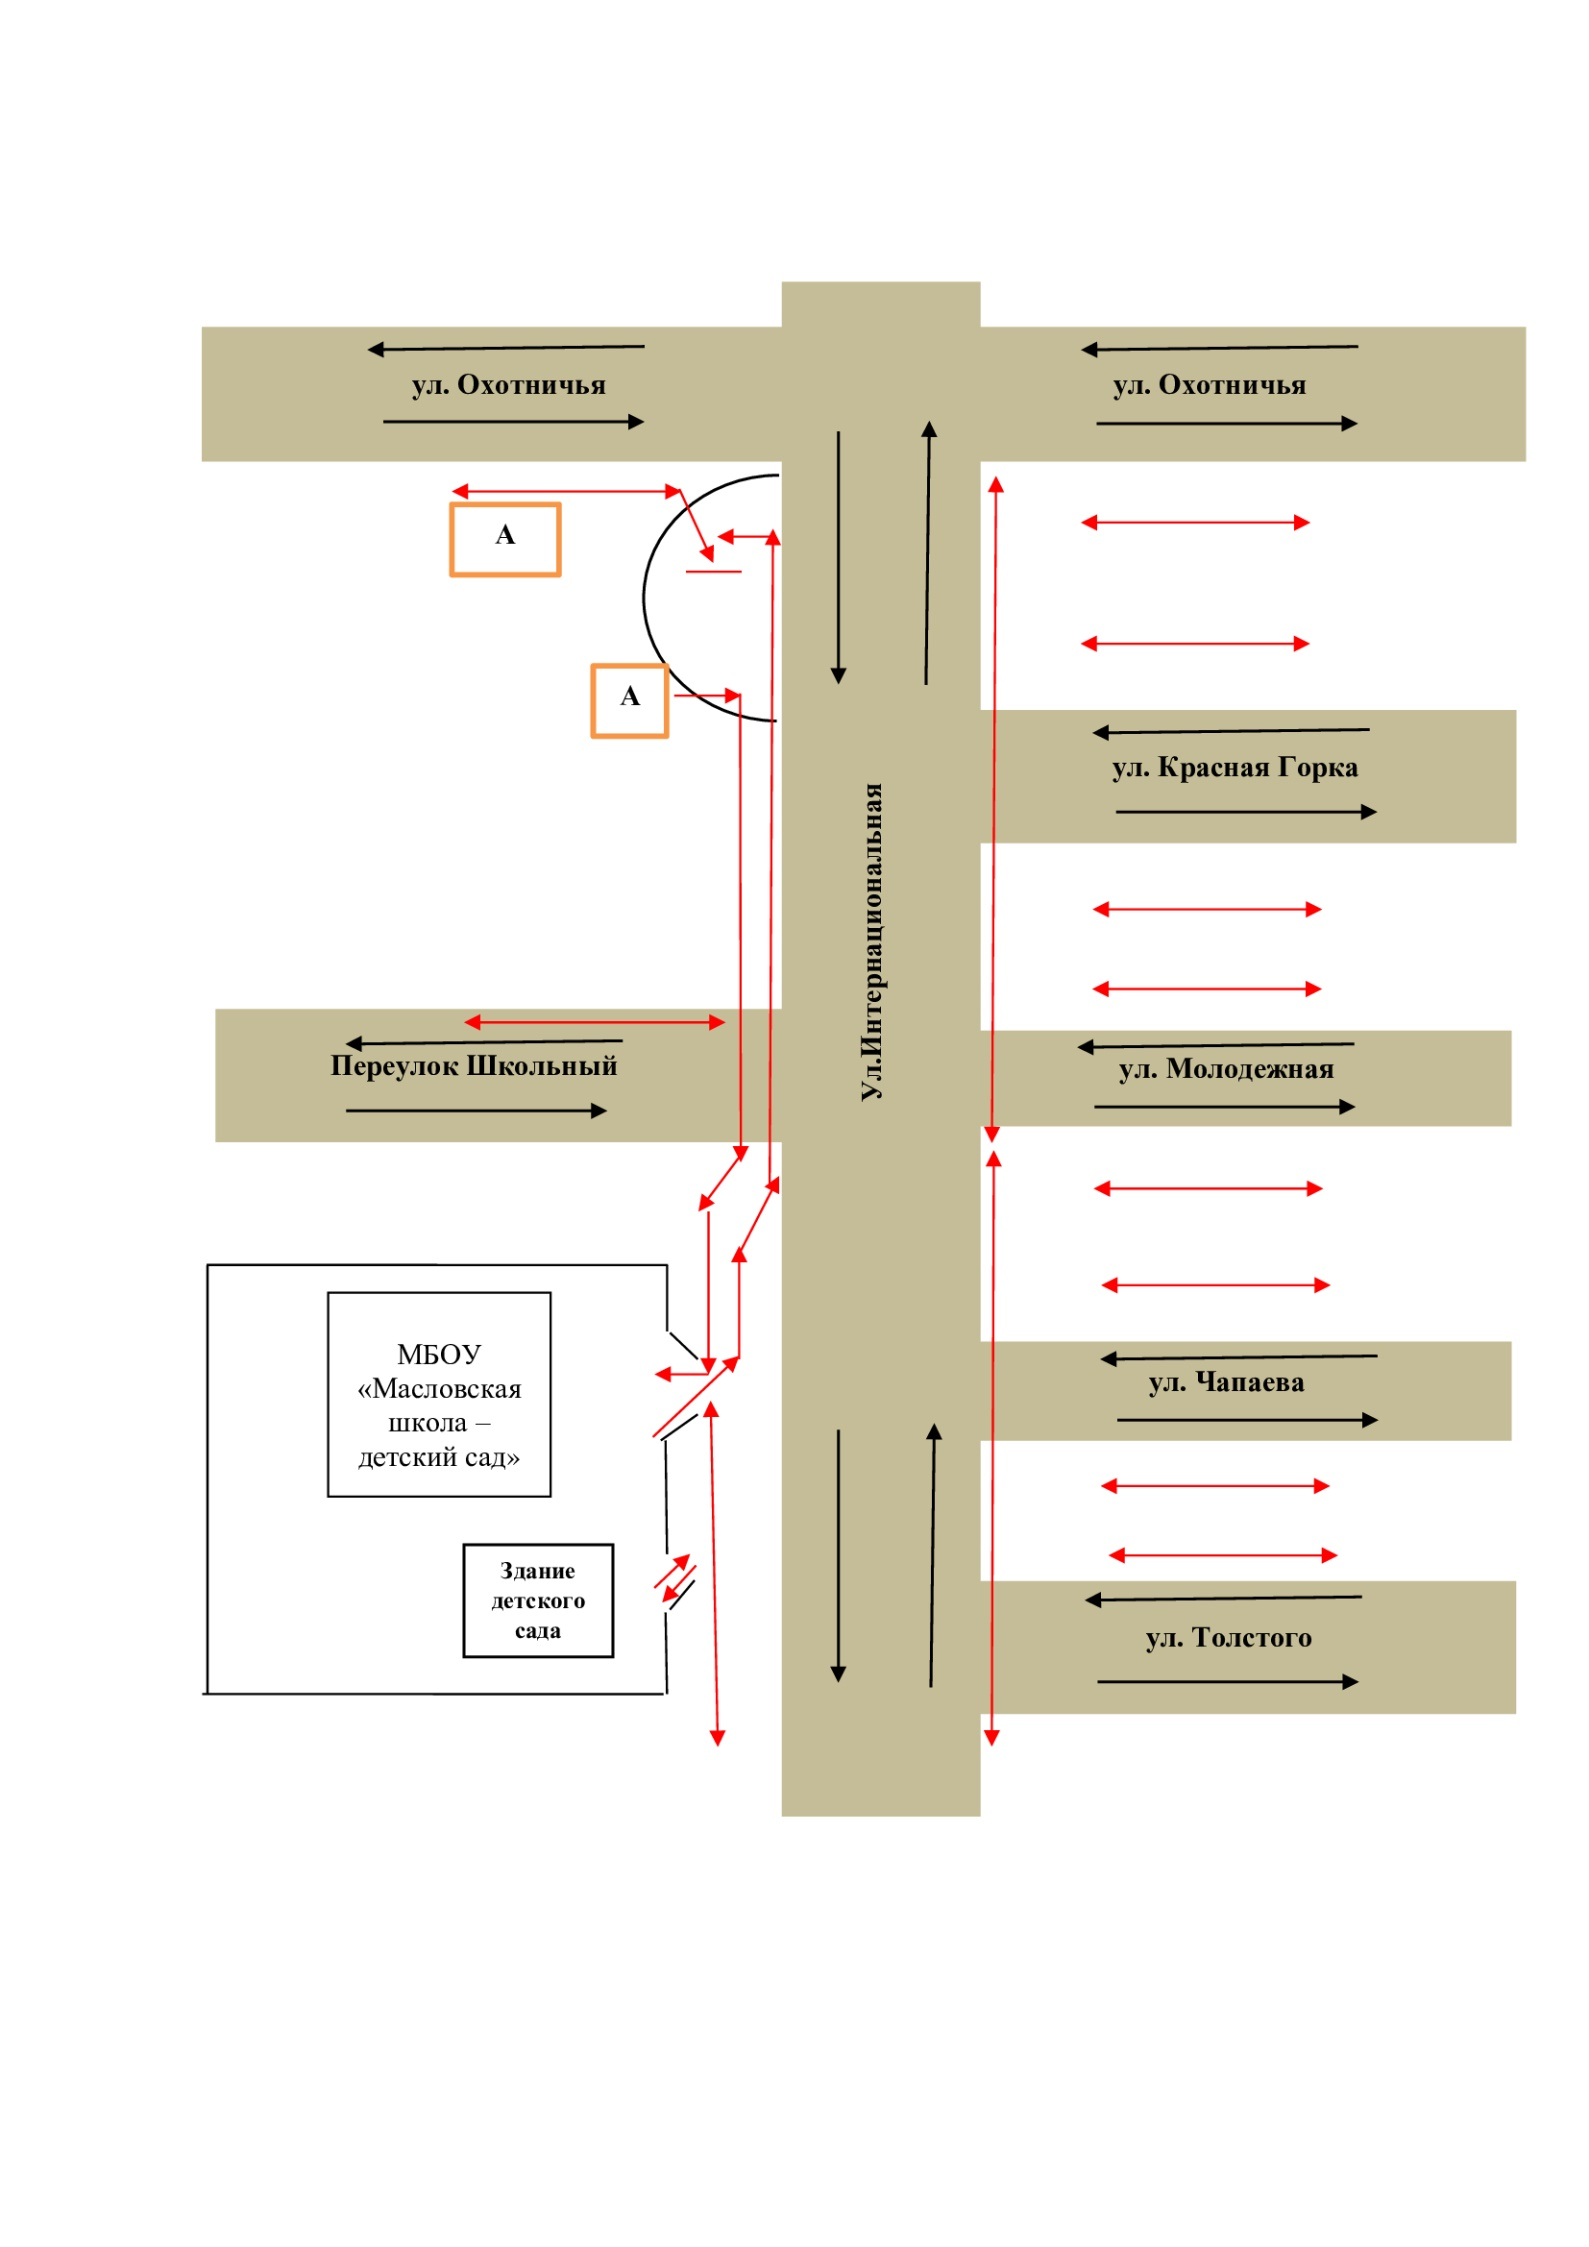 ул. Охотничья
ул. Охотничья
А
А
ул. Красная Горка
Ул.Интернациональная
Переулок Школьный
ул. Молодежная
МБОУ
«Масловская
школа –
детский сад»
ул. Чапаева
Здание
детского
сада
ул. Толстого